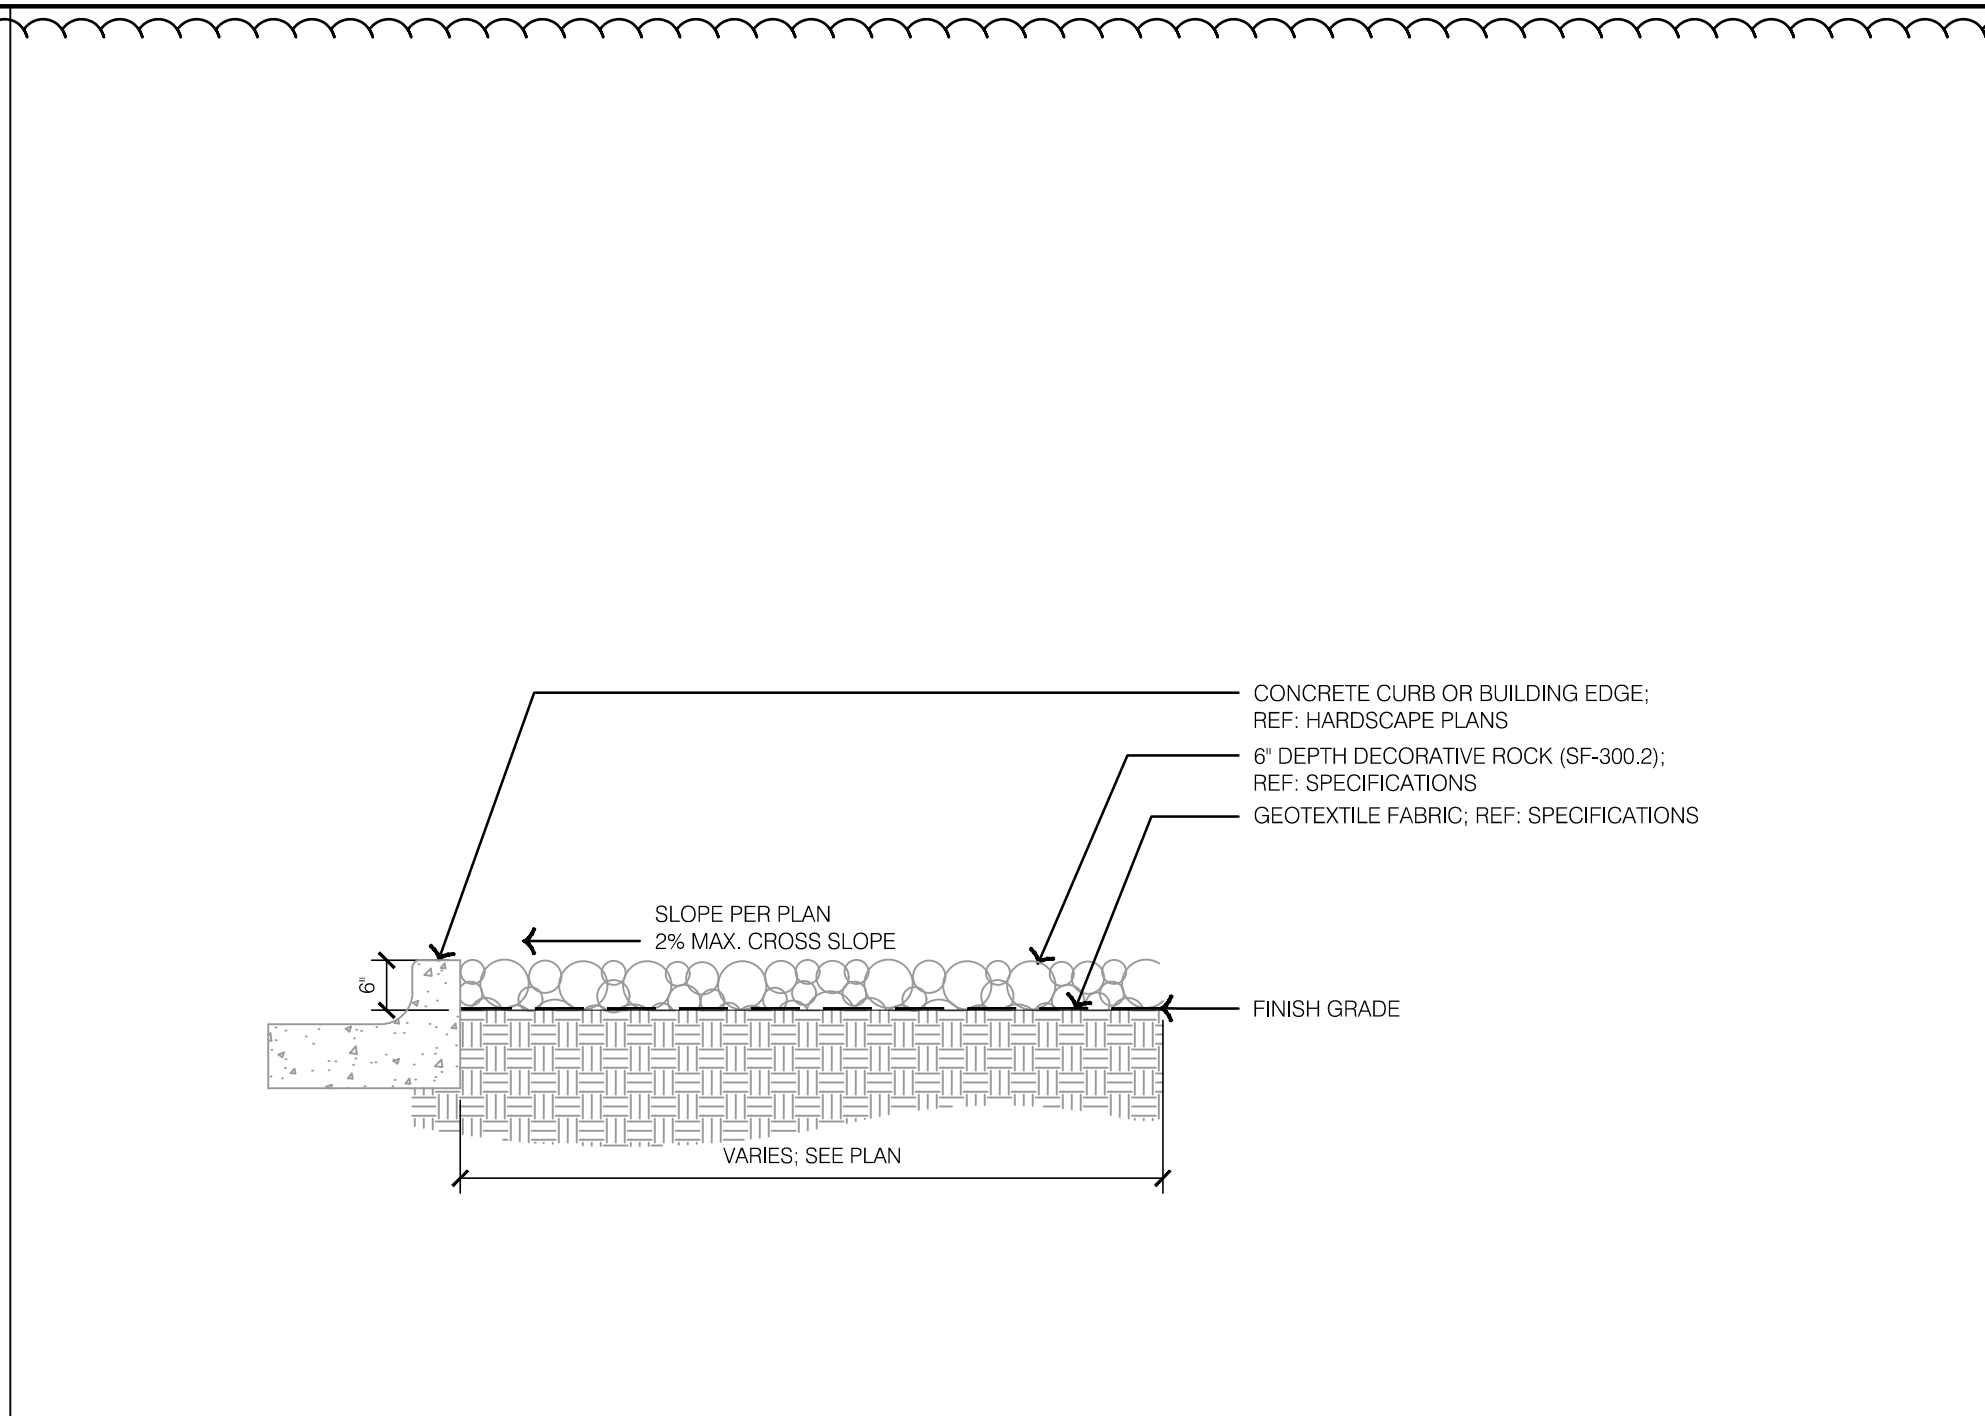 CONCRETE CURB OR BUILDING EDGE;
REF: HARDSCAPE PLANS
6" DEPTH DECORATIVE ROCK (SF-300.2);
REF: SPECIFICATIONS
GEOTEXTILE FABRIC; REF: SPECIFICATIONS
SLOPE PER PLAN
2% MAX. CROSS SLOPE
6"
FINISH GRADE
VARIES; SEE PLAN